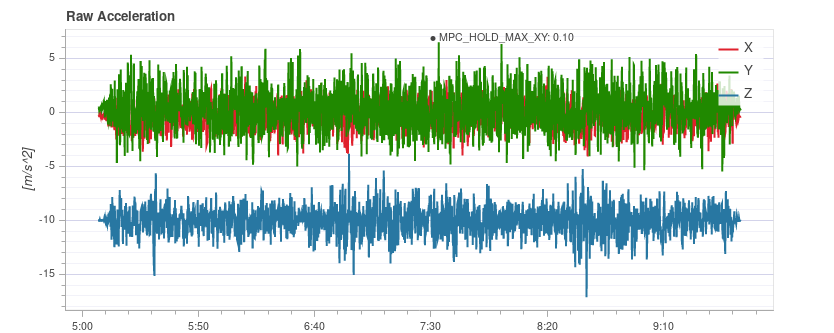 Raw Acceleration
MPC_HOLD_MAX_XY: 0.10
X
Y
Z
5
0
-5
-10
-15
[m/s^2]
5:00
5:50
6:40
7:30
8:20
9:10